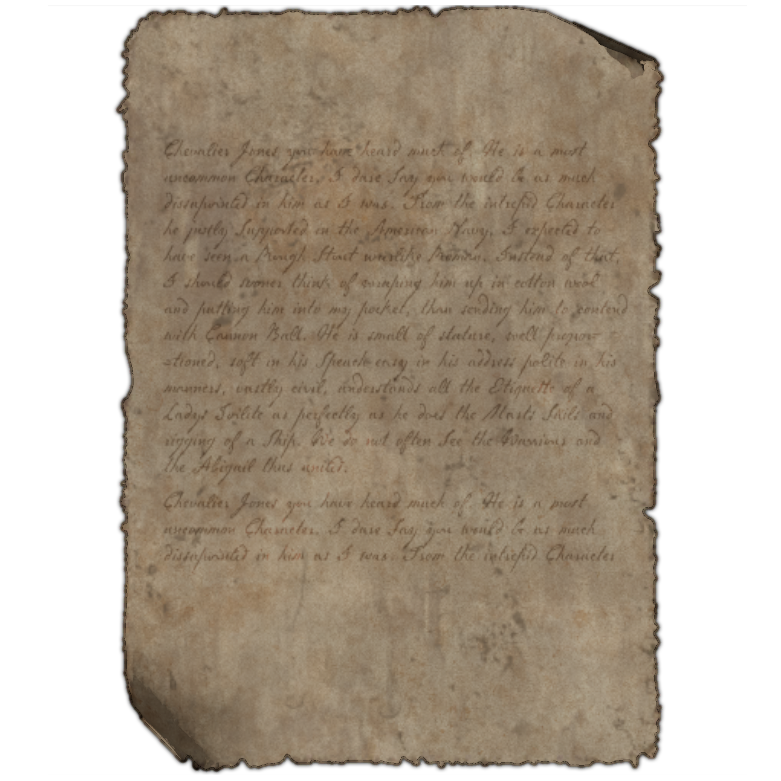 Chevalier Jones you have heard much of. He is a most
uncommon Character. I dare Say you would be as much
dissapointed in him as I was. From the intrepid Character
he justly Supported in the American Navy, I expected to
have seen a Rough Stout warlike Roman. Instead of that,
I should sooner think of wraping him up in cotton wool
and putting him into my pocket, than sending him to contend
with Cannon Ball. He is small of stature, well propor-
-tioned, soft in his Speach easy in his address polite in his
manners, vastly civil, understands all the Etiquette of a
Ladys Toilite as perfectly as he does the Masts Sails and
rigging of a Ship. We do not often See the Warriour and
the Abigail thus united.
Chevalier Jones you have heard much of. He is a most
uncommon Character. I dare Say you would be as much
dissapointed in him as I was. From the intrepid Character